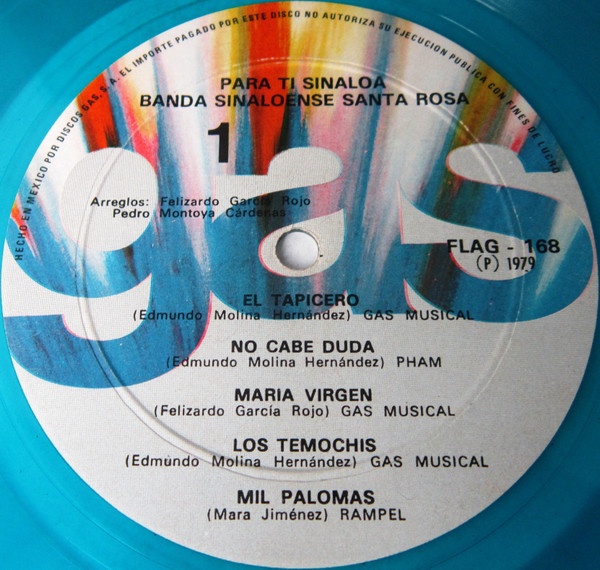 HECHO EN MEXICO POR DISCOS GAS, S.A. EL IMPORTE PAGADO POR ESTE DISCO NO AUTORIZA SU EJECUCION PUBLICA CON FINES DE LUCRO
PARA TI SINALOA
BANDA SINALOENSE SANTA ROSA
1
gas
Arreglos: Felizardo García Rojo
Pedro Montoya Cárdenas
FLAG - 168
(P) 1979
EL TAPICERO
(Edmundo Molina Hernández) GAS MUSICAL
NO CABE DUDA
(Edmundo Molina Hernández) PHAM
MARIA VIRGEN
(Felizardo García Rojo) GAS MUSICAL
LOS TEMOCHIS
(Edmundo Molina Hernández) GAS MUSICAL
MIL PALOMAS
(Mara Jiménez) RAMPEL